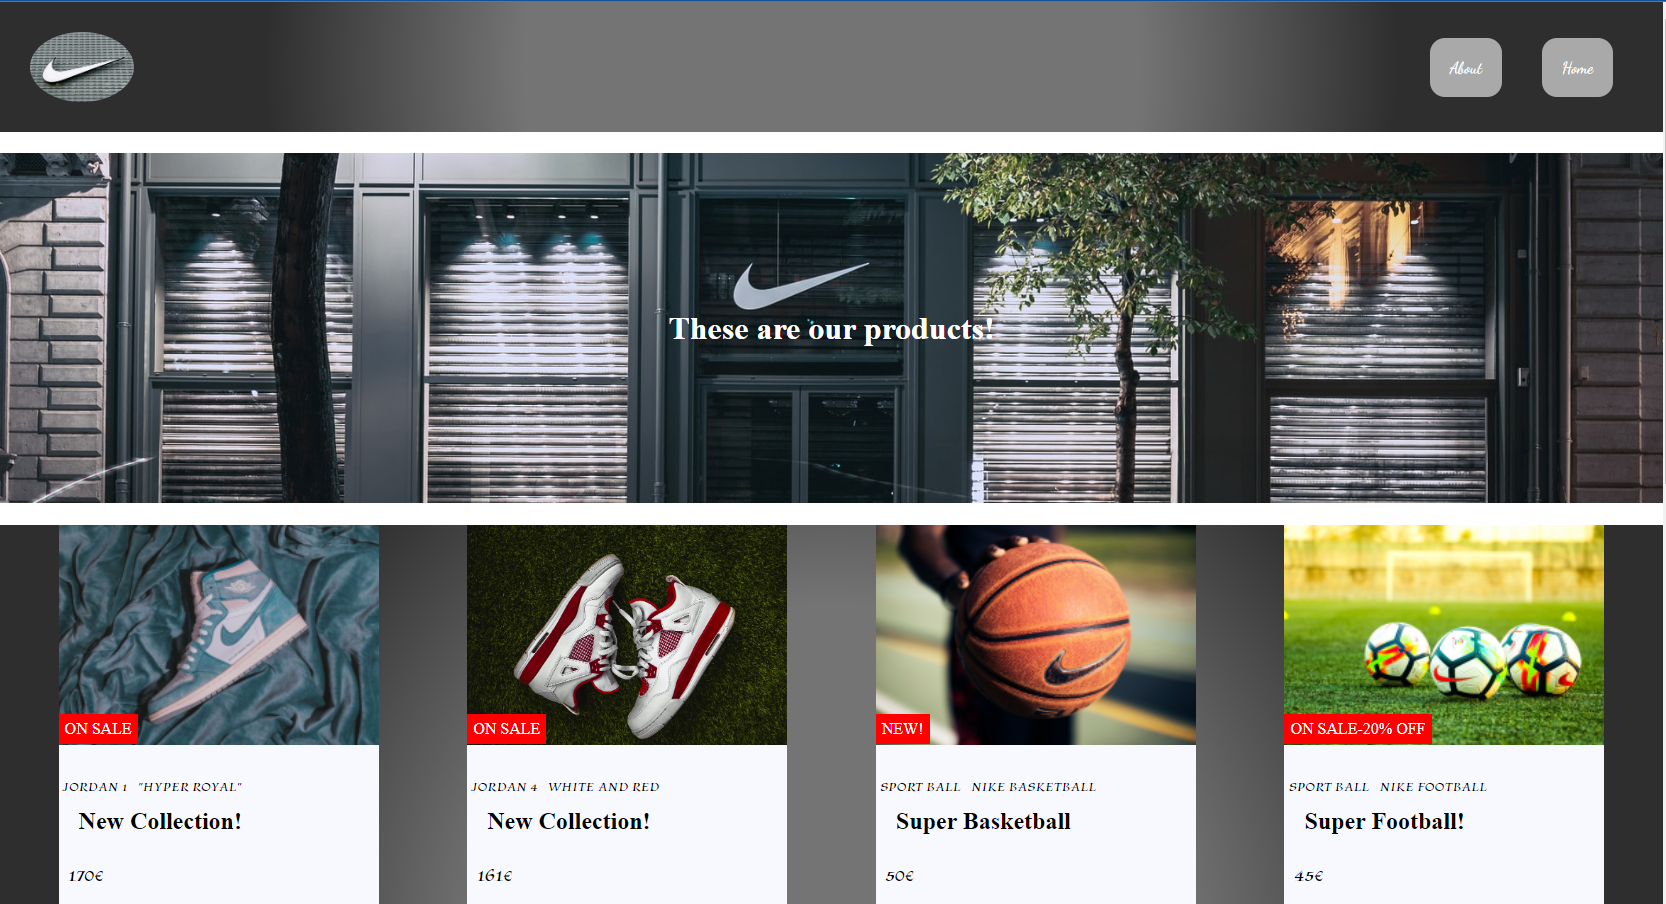 About
Home
These are our products!
ON SALE
JORDAN 1 "HYPER ROYAL"
New Collection!
170€
ON SALE
JORDAN 4 WHITE AND RED
New Collection!
161€
NEW!
SPORT BALL NIKE BASKETBALL
Super Basketball
50€
ON SALE-20% OFF
SPORT BALL NIKE FOOTBALL
Super Football!
45€